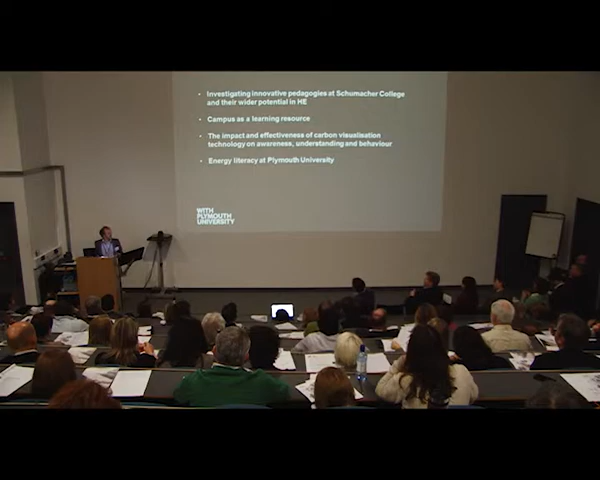 • Investigating innovative pedagogies at Schumacher College
and their wider potential in HE
• Campus as a learning resource
• The impact and effectiveness of carbon visualisation
technology on awareness, understanding and behaviour
• Energy literacy at Plymouth University
WITH
PLYMOUTH
UNIVERSITY